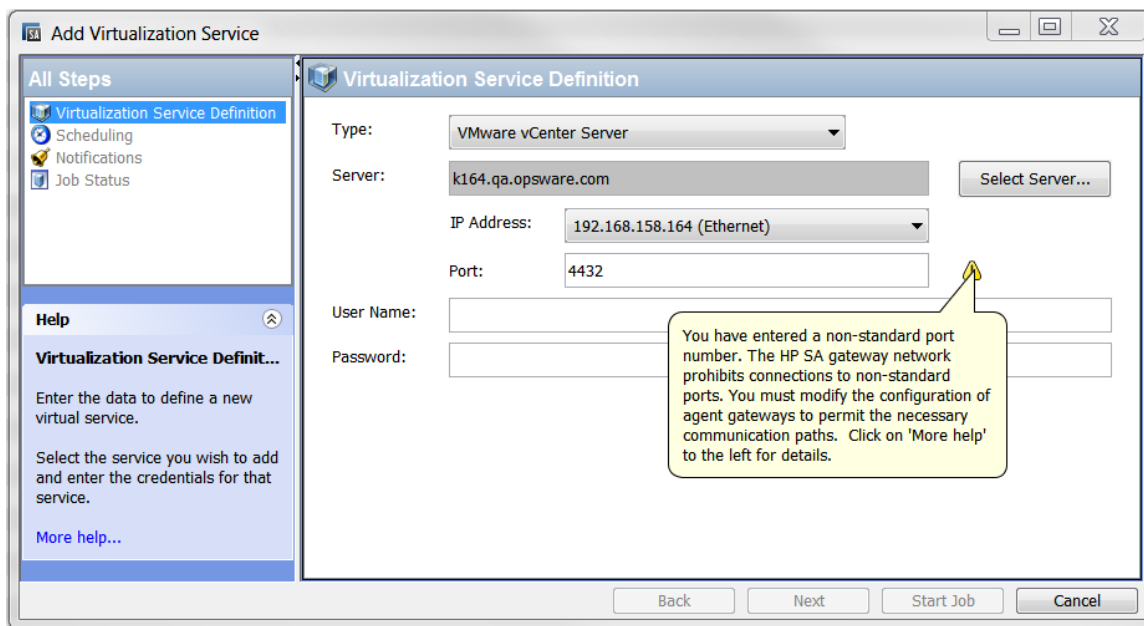 SA Add Virtualization Service
All Steps
Virtualization Service Definition
Scheduling
Notifications
Job Status
Help
Virtualization Service Definit...
Enter the data to define a new
virtual service.
Select the service you wish to add
and enter the credentials for that
service.
More help...
Virtualization Service Definition
Type: VMware vCenter Server
Server: k164.qa.opsware.com Select Server...
IP Address: 192.168.158.164 (Ethernet)
Port: 4432
User Name:
Password:
You have entered a non-standard port
number. The HP SA gateway network
prohibits connections to non-standard
ports. You must modify the configuration of
agent gateways to permit the necessary
communication paths.  Click on 'More help'
to the left for details.
Back Next Start Job Cancel